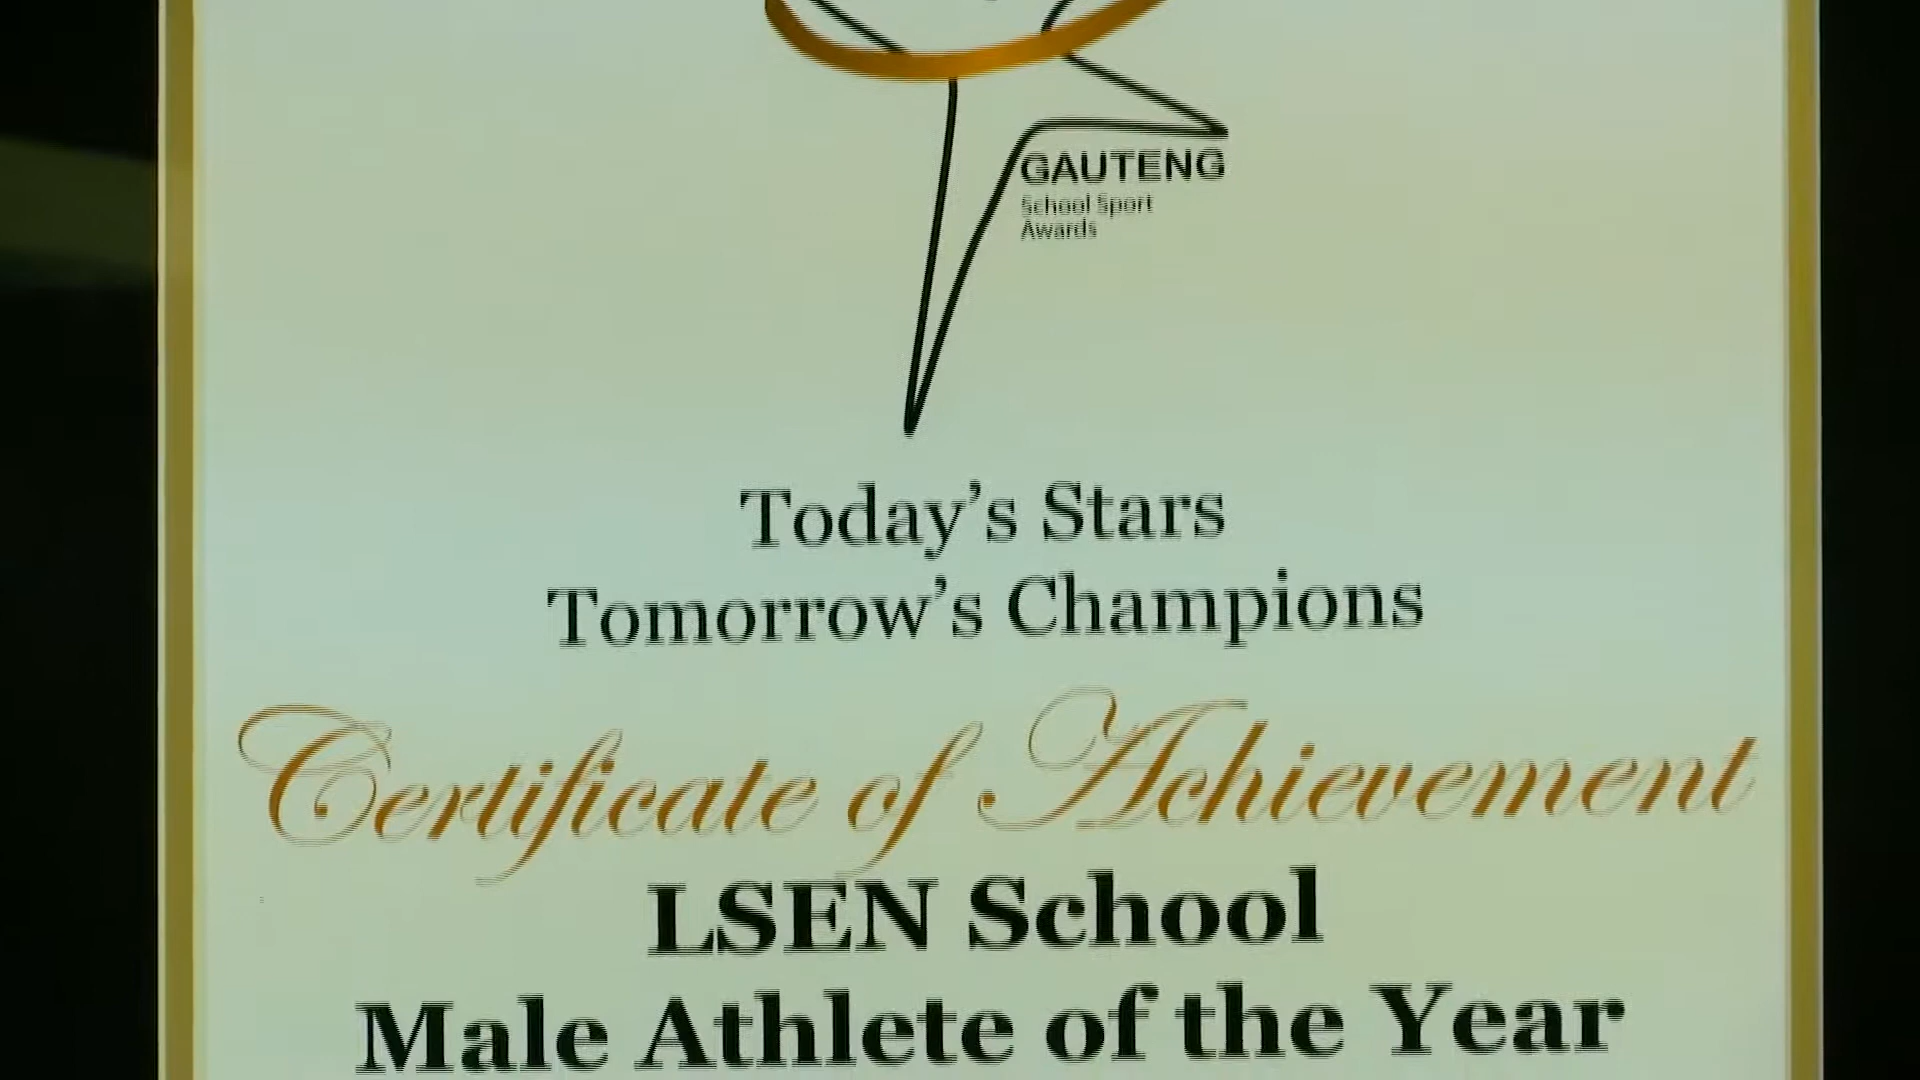 GAUTENG
School Sport
Awards
Today's Stars
Tomorrow's Champions
Certificate of Achievement
LSEN School
Male Athlete of the Year